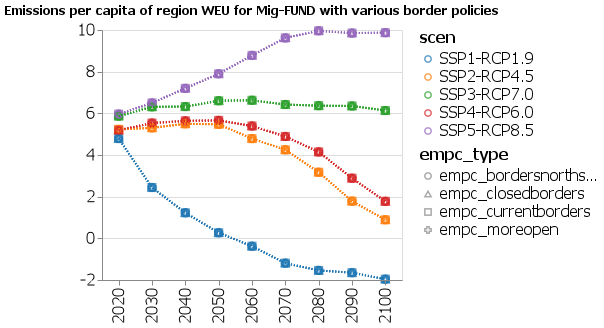 Emissions per capita of region WEU for Mig-FUND with various border policies
10
8
6
4
2
0
−2
2020
2030
2040
2050
2060
2070
2080
2090
2100
scen
SSP1-RCP1.9
SSP2-RCP4.5
SSP3-RCP7.0
SSP4-RCP6.0
SSP5-RCP8.5
empc_type
empc_bordersnorths...
empc_closedborders
empc_currentborders
empc_moreopen